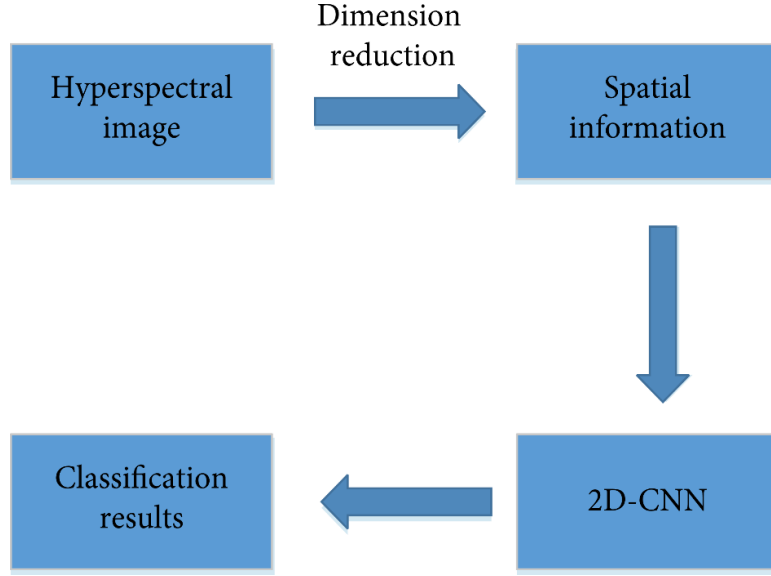 Dimension
reduction
Hyperspectral
image
Spatial
information
2D-CNN
Classification
results